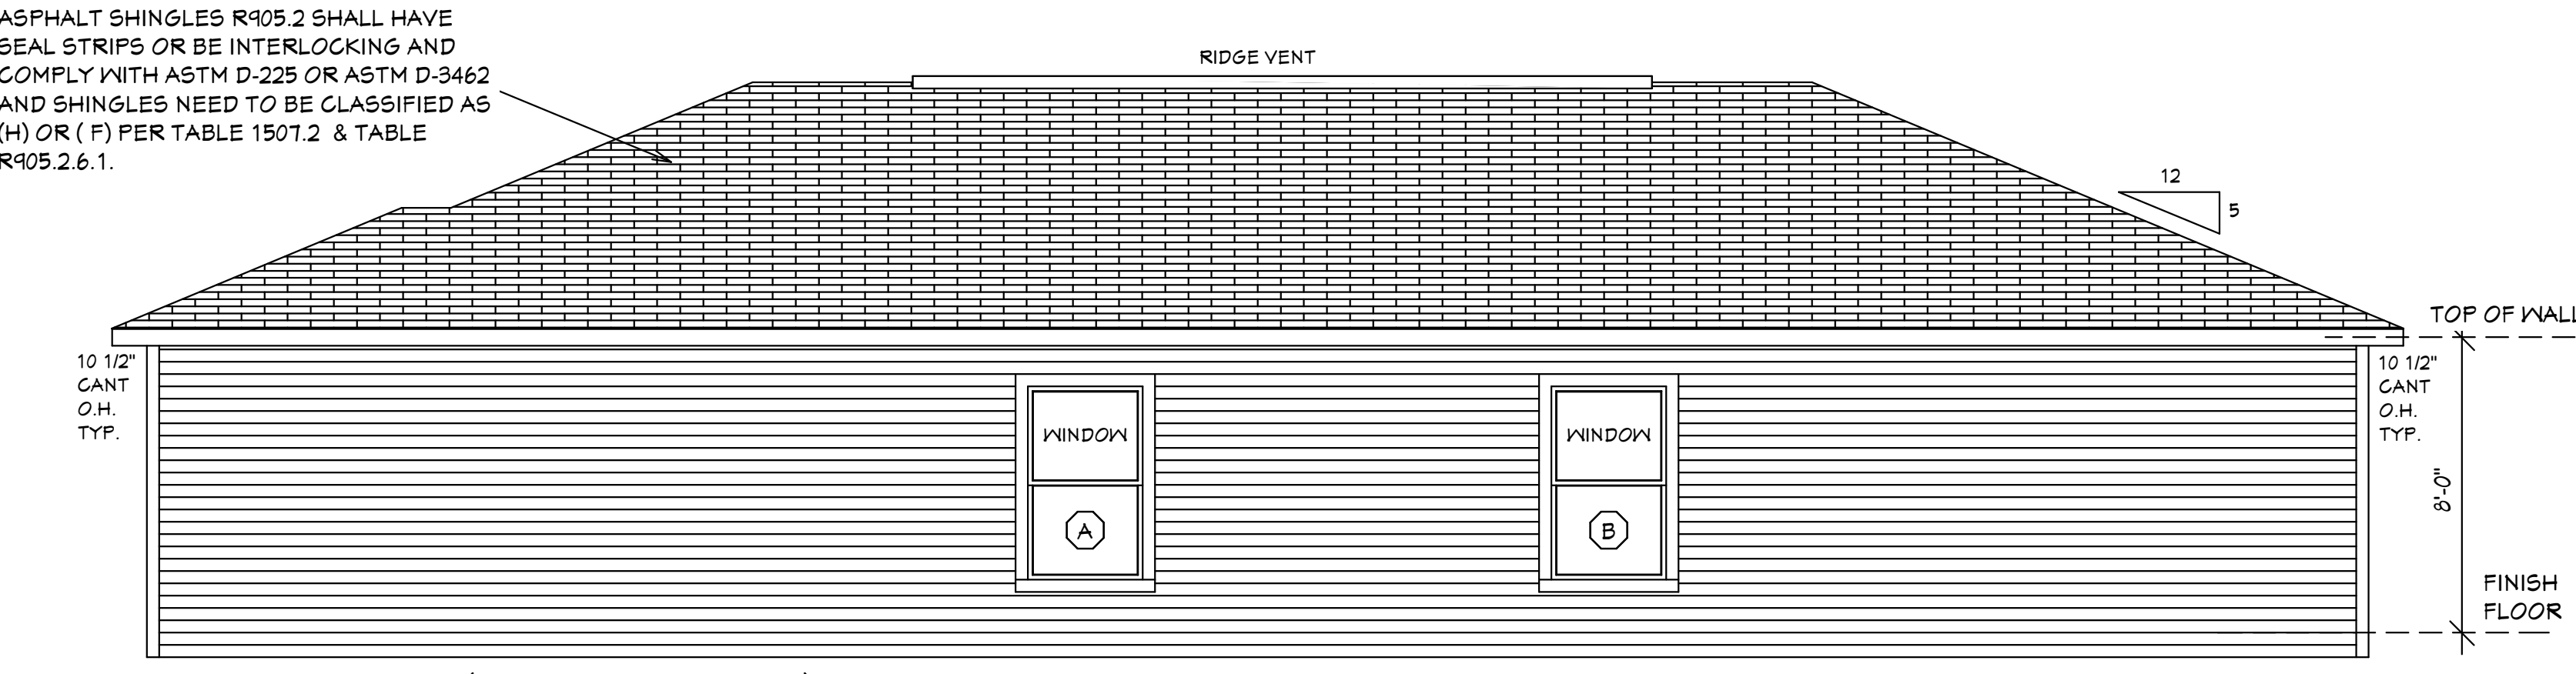 ASPHALT SHINGLES R905.2 SHALL HAVE
SEAL STRIPS OR BE INTERLOCKING AND
COMPLY WITH ASTM D-225 OR ASTM D-3462
AND SHINGLES NEED TO BE CLASSIFIED AS
(H) OR ( F) PER TABLE 1507.2 & TABLE
R905.2.6.1.
RIDGE VENT
12
5
TOP OF WALL
10 1/2"
CANT
O.H.
TYP.
10 1/2"
CANT
O.H.
TYP.
WINDOW
WINDOW
A
B
8'-0"
FINISH
FLOOR